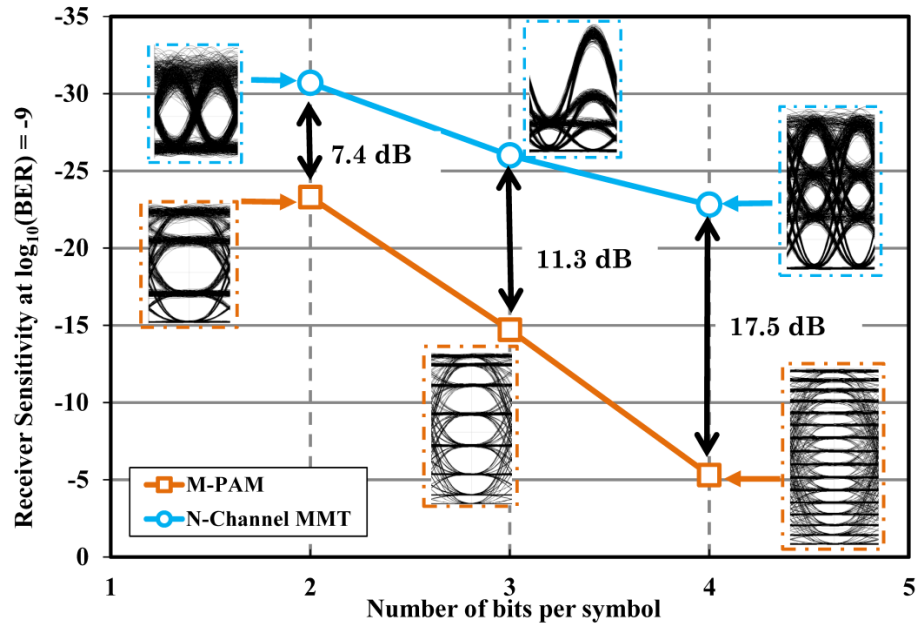 Receiver Sensitivity at log10(BER) = -9
-35
-30
-25
-20
-15
-10
-5
0
7.4 dB
11.3 dB
17.5 dB
M-PAM
N-Channel MMT
1 2 3 4 5
Number of bits per symbol